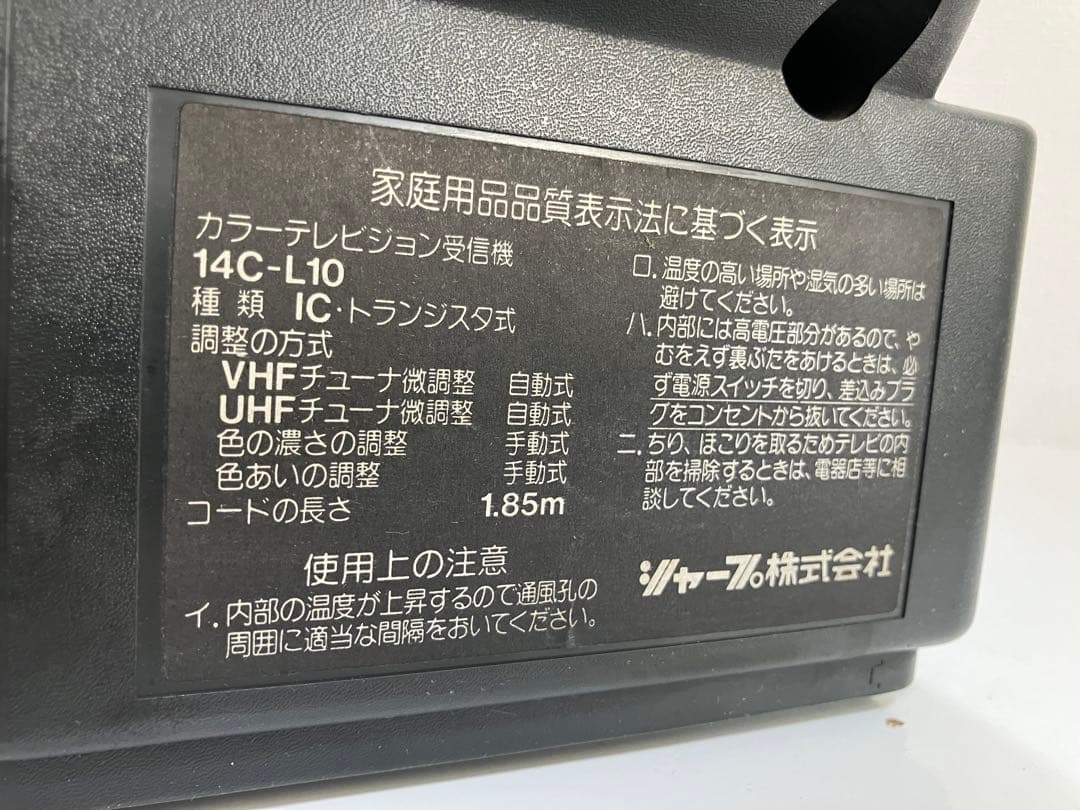 家庭用品品質表示法に基づく表示
カラーテレビジョン受信機
14C-L10
種類 IC・トランジスタ式
調整の方式
VHFチューナ微調整 自動式
UHFチューナ微調整 自動式
色の濃さの調整 手動式
色あいの調整 手動式
コードの長さ 1.85m
使用上の注意
イ.内部の温度が上昇するので通風孔の
周囲に適当な間隔をおいてください。
ロ.温度の高い場所や湿気の多い場所は
避けてください。
ハ.内部には高電圧部分があるので、や
むをえず裏ぶたをあけるときは、必
ず電源スイッチを切り、差込みプラ
グをコンセントから抜いてください。
ニ.ちり、ほこりを取るためテレビの内
部を掃除するときは、電器店等に相
談してください。
シャープ株式会社